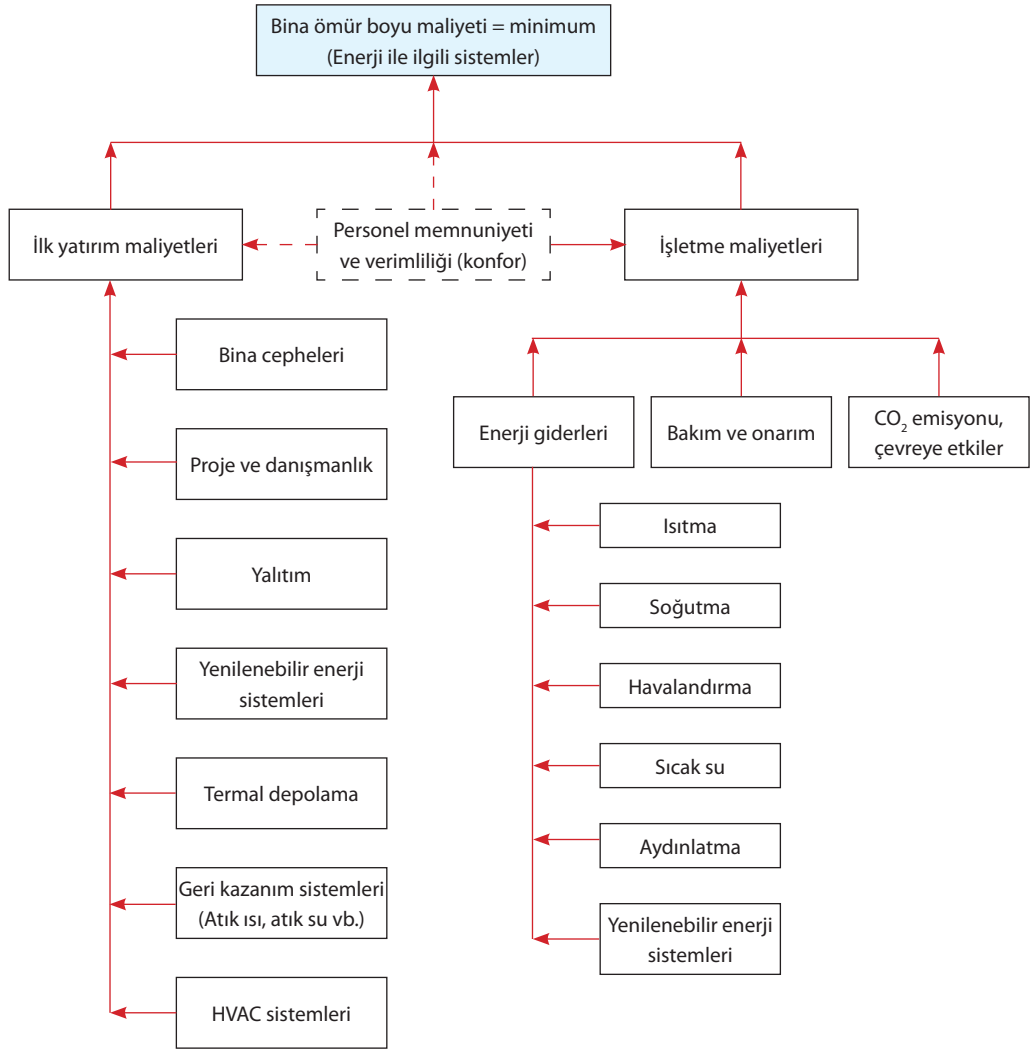 Bina ömür boyu maliyeti = minimum
(Enerji ile ilgili sistemler)
İlk yatırım maliyetleri
Personel memnuniyeti
ve verimliliği (konfor)
İşletme maliyetleri
Bina cepheleri
Proje ve danışmanlık
Yalıtım
Yenilenebilir enerji
sistemleri
Termal depolama
Geri kazanım sistemleri
(Atık ısı, atık su vb.)
HVAC sistemleri
Enerji giderleri
Bakım ve onarım
CO₂ emisyonu,
çevreye etkiler
Isıtma
Soğutma
Havalandırma
Sıcak su
Aydınlatma
Yenilenebilir enerji
sistemleri